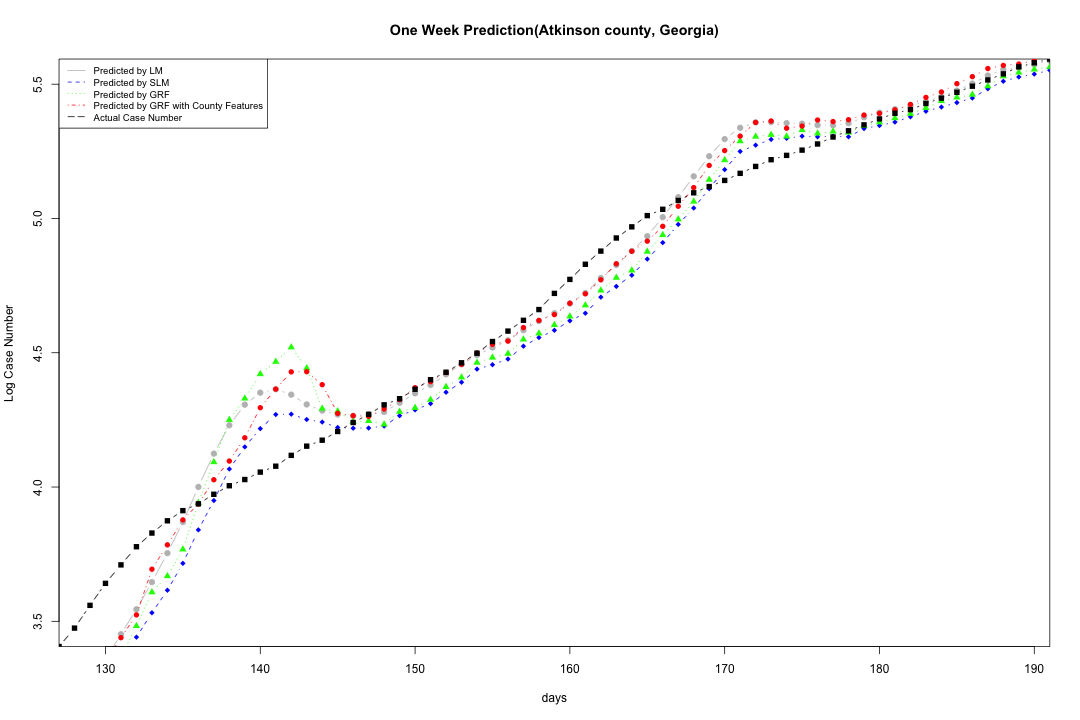 One Week Prediction(Atkinson county, Georgia)
Predicted by LM
Predicted by SLM
Predicted by GRF
Predicted by GRF with County Features
Actual Case Number
Log Case Number
5.5
5.0
4.5
4.0
3.5
130 140 150 160 170 180 190
days